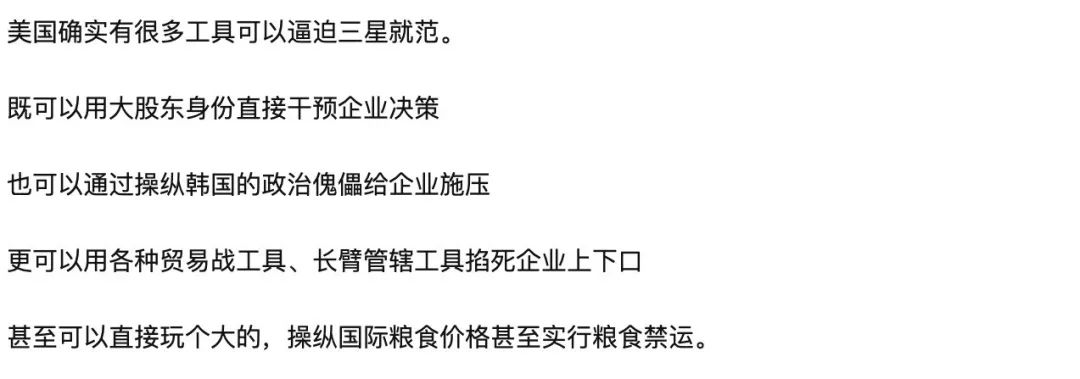 美国确实有很多工具可以逼迫三星就范。
既可以用大股东身份直接干预企业决策
也可以通过操纵韩国的政治傀儡给企业施压
更可以用各种贸易战工具、长臂管辖工具掐死企业上下口
甚至可以直接玩个大的，操纵国际粮食价格甚至实行粮食禁运。